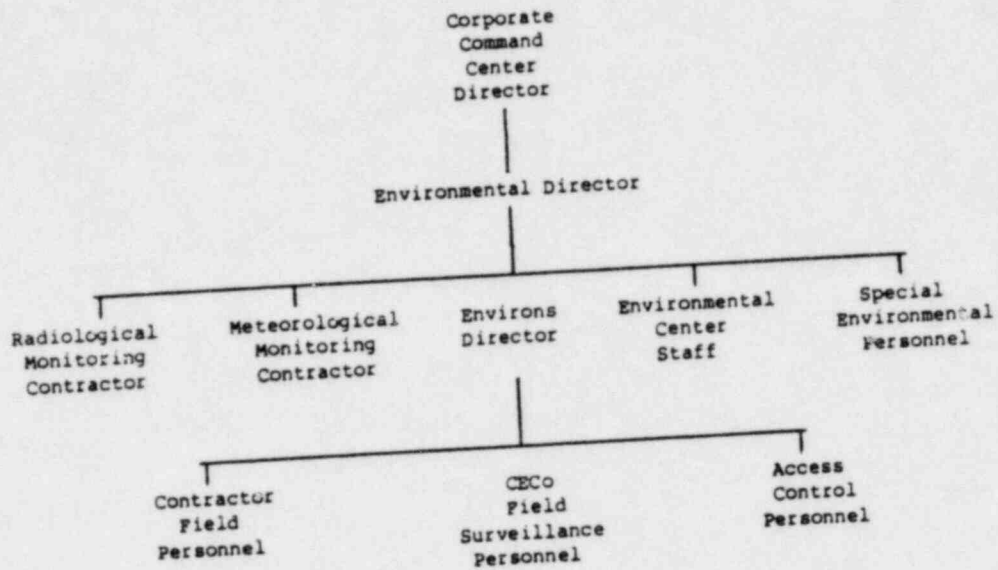 Corporate
Command
Center
Director
Environmental Director
Radiological
Monitoring
Contractor
Meteorological
Monitoring
Contractor
Environs
Director
Environmental
Center
Staff
Special
Environmental
Personnel
Contractor
Field
Personnel
CECo
Field
Surveillance
Personnel
Access
Control
Personnel